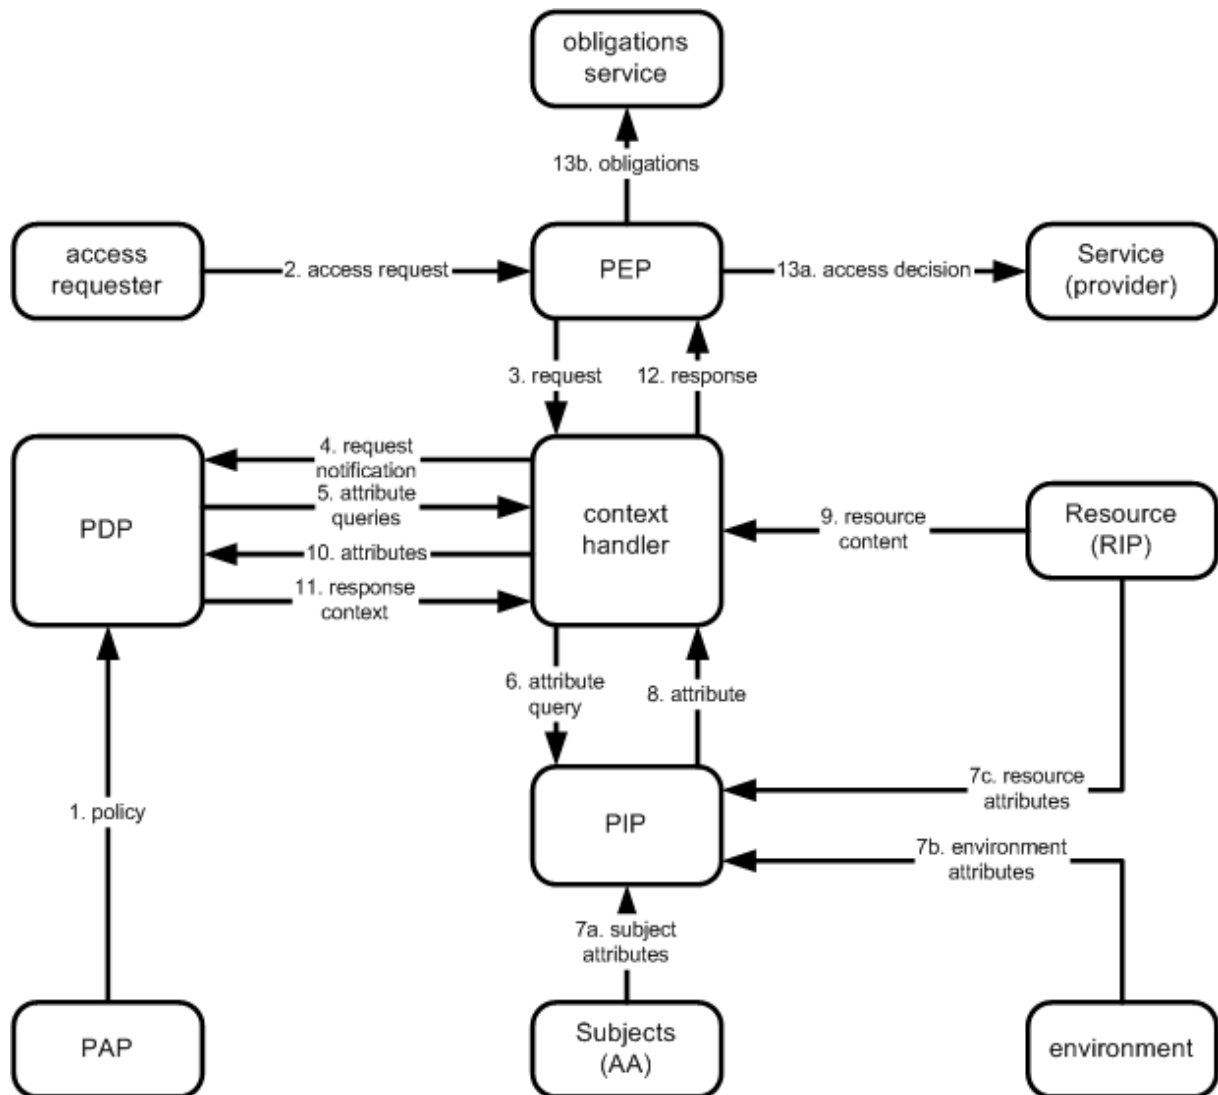 obligations
service
13b. obligations
access
requester
2. access request
PEP
13a. access decision
Service
(provider)
3. request
12. response
PDP
4. request
notification
5. attribute
queries
10. attributes
11. response
context
context
handler
9. resource
content
Resource
(RIP)
6. attribute
query
8. attribute
1. policy
PIP
7c. resource
attributes
7b. environment
attributes
7a. subject
attributes
PAP
Subjects
(AA)
environment